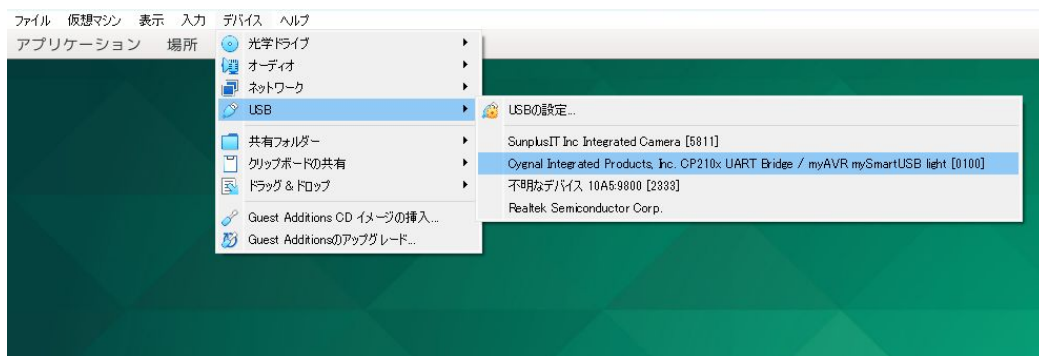 ファイル 仮想マシン 表示 入力 デバイス ヘルプ
アプリケーション 場所
光学ドライブ
オーディオ
ネットワーク
USB
共有フォルダー
クリップボードの共有
ドラッグ & ドロップ
Guest Additions CD イメージの挿入...
Guest Additionsのアップグレード...
USBの設定...
SunplusIT Inc Integrated Camera [5811]
Cygnal Integrated Products, Inc. CP210x UART Bridge / myAVR mySmartUSB light [0100]
不明なデバイス 10A5:9800 [2333]
Realtek Semiconductor Corp.